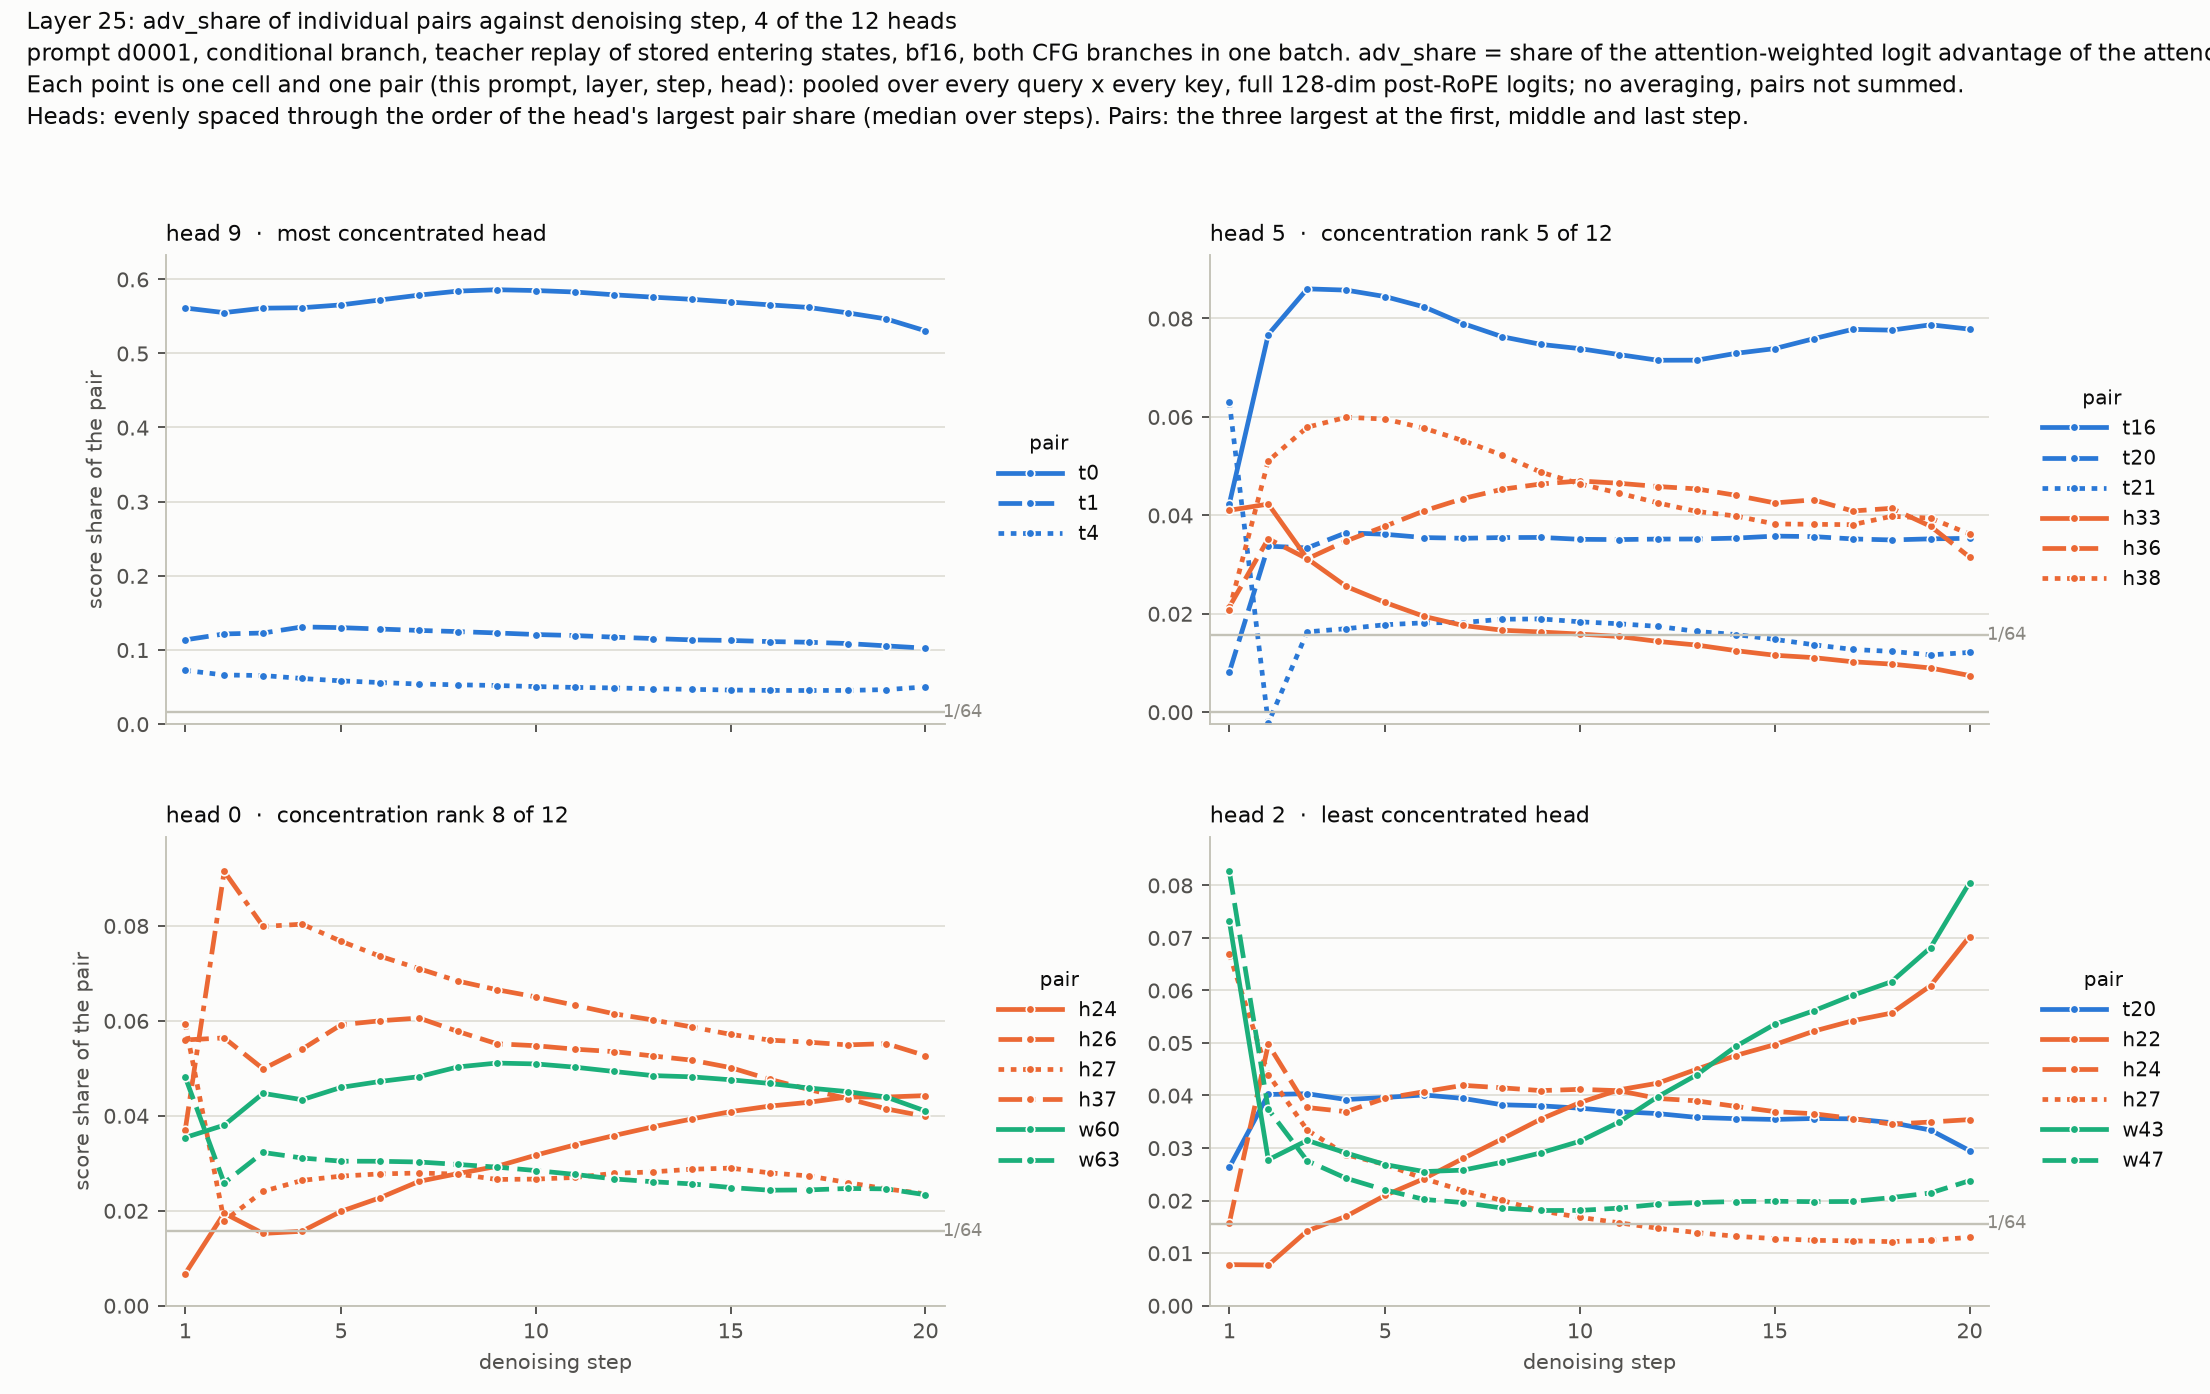 Layer 25: adv_share of individual pairs against denoising step, 4 of the 12 heads
prompt d0001, conditional branch, teacher replay of stored entering states, bf16, both CFG branches in one batch. adv_share = share of the attention-weighted logit advantage of the
Each point is one cell and one pair (this prompt, layer, step, head): pooled over every query x every key, full 128-dim post-RoPE logits; no averaging, pairs not summed.
Heads: evenly spaced through the order of the head's largest pair share (median over steps). Pairs: the three largest at the first, middle and last step.
head 9 · most concentrated head
score share of the pair
0.6
0.5
0.4
0.3
0.2
0.1
0.0
1/64
pair
t0
t1
t4
head 5 · concentration rank 5 of 12
0.08
0.06
0.04
0.02
0.00
1/64
pair
t16
t20
t21
h33
h36
h38
head 0 · concentration rank 8 of 12
score share of the pair
0.08
0.06
0.04
0.02
0.00
1/64
1
5
10
15
20
denoising step
pair
h24
h26
h27
h37
w60
w63
head 2 · least concentrated head
0.08
0.07
0.06
0.05
0.04
0.03
0.02
0.01
0.00
1/64
1
5
10
15
20
denoising step
pair
t20
h22
h24
h27
w43
w47